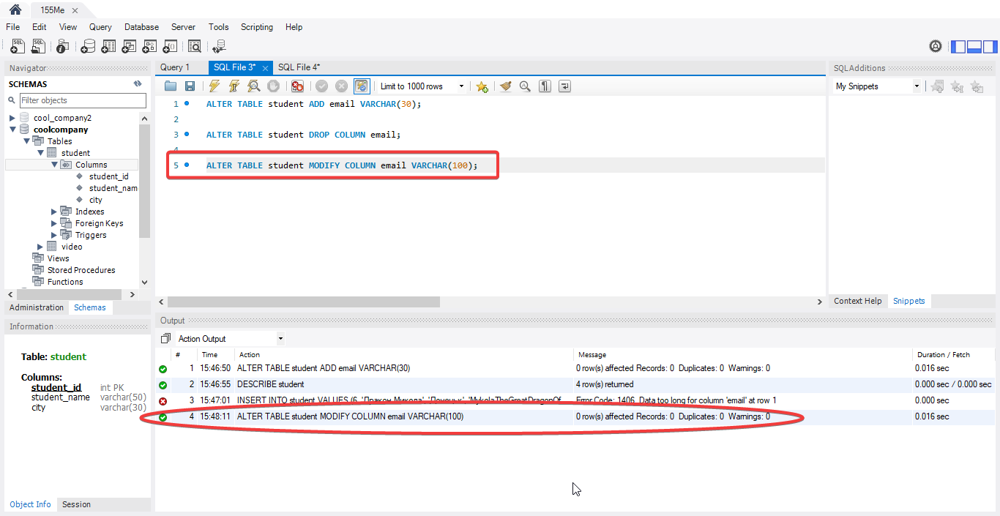 155Me
File Edit View Query Database Server Tools Scripting Help
Navigator
SCHEMAS
Filter objects
cool_company2
coolcompany
Tables
student
Columns
student_id
student_nam
city
Indexes
Foreign Keys
Triggers
video
Views
Stored Procedures
Functions
Administration Schemas
Information
Table: student
Columns:
student_id int PK
student_name varchar(50)
city varchar(30)
Object Info Session
Query 1 SQL File 3* SQL File 4*
Limit to 1000 rows
1 ALTER TABLE student ADD email VARCHAR(30);
2
3 ALTER TABLE student DROP COLUMN email;
4
5 ALTER TABLE student MODIFY COLUMN email VARCHAR(100);
SQLAdditions
My Snippets
Context Help Snippets
Output
Action Output
# Time Action Message Duration / Fetch
1 15:46:50 ALTER TABLE student ADD email VARCHAR(30) 0 row(s) affected Records: 0 Duplicates: 0 Warnings: 0 0.016 sec
2 15:46:55 DESCRIBE student 4 row(s) returned 0.000 sec / 0.000 sec
3 15:47:01 INSERT INTO student VALUES (6, 'Дракон Микола', 'MykolaTheGreatDragonOf... Error Code: 1406. Data too long for column 'email' at row 1 0.000 sec
4 15:48:11 ALTER TABLE student MODIFY COLUMN email VARCHAR(100) 0 row(s) affected Records: 0 Duplicates: 0 Warnings: 0 0.016 sec